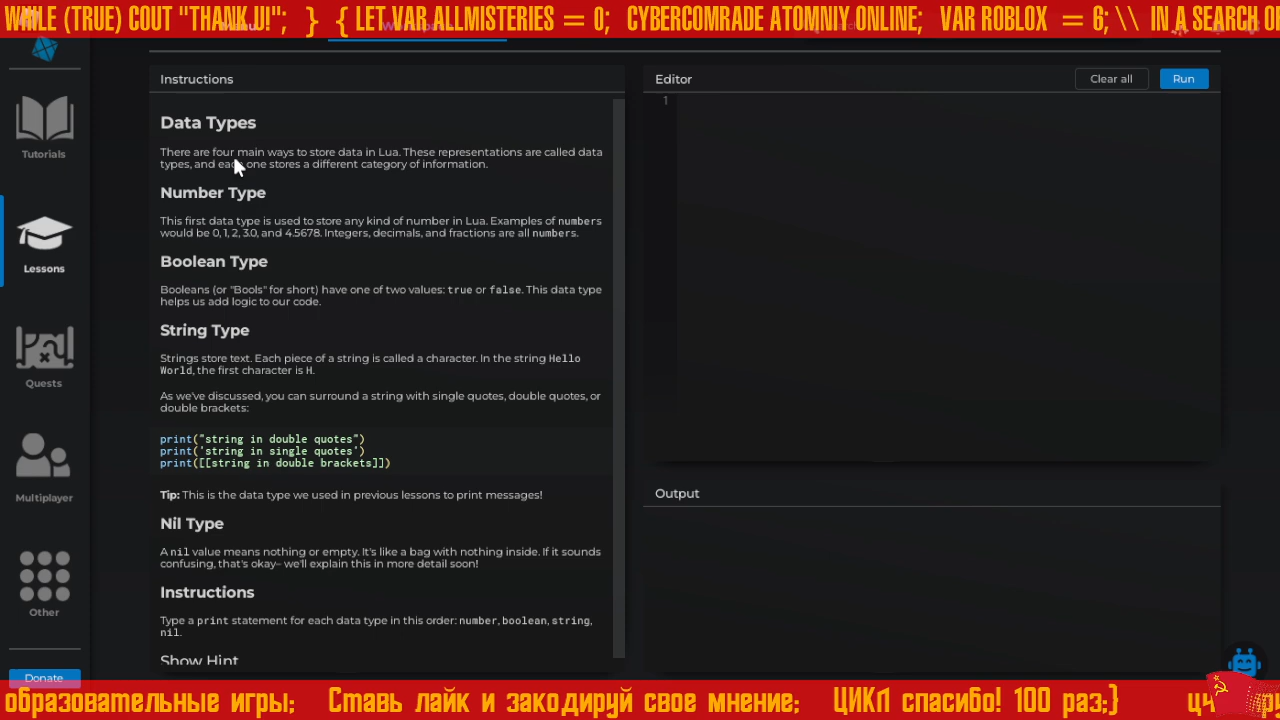 WHILE (TRUE) COUT "THANK U!"; } { LET VAR ALLMISTERIES = 0; CYBERCOMRADE ATOMNIY ONLINE; VAR ROBLOX = 6; \\ IN A SEARCH O
Instructions
Data Types
There are four main ways to store data in Lua. These representations are called data
types, and each one stores a different category of information.
Number Type
This first data type is used to store any kind of number in Lua. Examples of numbers
would be 0, 1, 2, 3.0, and 4.5678. Integers, decimals, and fractions are all numbers.
Boolean Type
Booleans (or "Bools" for short) have one of two values: true or false. This data type
helps us add logic to our code.
String Type
Strings store text. Each piece of a string is called a character. In the string Hello
World, the first character is H.
As we've discussed, you can surround a string with single quotes, double quotes, or
double brackets:
print("string in double quotes")
print('string in single quotes')
print([[string in double brackets]])
Tip: This is the data type we used in previous lessons to print messages!
Nil Type
A nil value means nothing or empty. It's like a bag with nothing inside. If it sounds
confusing, that's okay– we'll explain this in more detail soon!
Instructions
Type a print statement for each data type in this order: number, boolean, string,
nil.
Show Hint
Editor
Clear all
Run
1
Output
Tutorials
Lessons
Quests
Multiplayer
Other
Donate
образовательные игры; Ставь лайк и закодируй свое мнение; ЦИКЛ спасибо! 100 раз;}